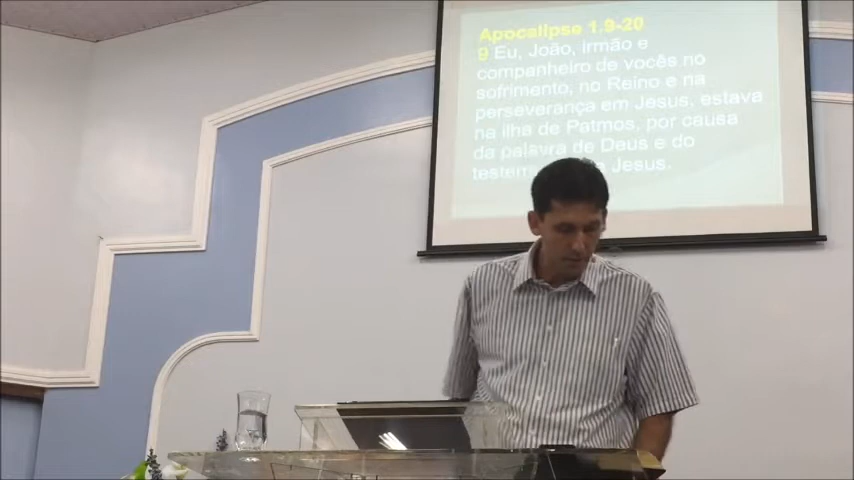 Apocalipse 1.9-20
9 Eu, João, irmão e
companheiro de vocês no
sofrimento, no Reino e na
perseverança em Jesus, estava
na ilha de Patmos, por causa
da palavra de Deus e do
de Jesus.